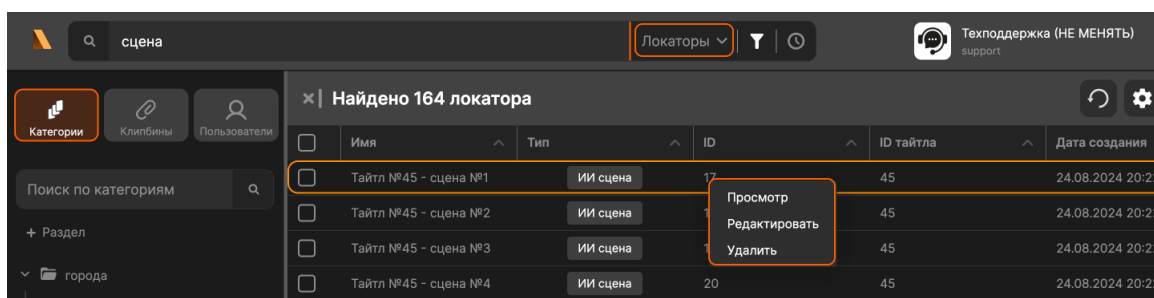 сцена
Локаторы
Техподдержка (НЕ МЕНЯТЬ)
support
Категории
Клипбины
Пользователи
Найдено 164 локатора
Имя
Тип
ID
ID тайтла
Дата создания
Поиск по категориям
+ Раздел
города
Тайтл №45 - сцена №1
ИИ сцена
17
45
24.08.2024 20:2
Тайтл №45 - сцена №2
ИИ сцена
45
24.08.2024 20:2
Тайтл №45 - сцена №3
ИИ сцена
45
24.08.2024 20:2
Тайтл №45 - сцена №4
ИИ сцена
20
45
24.08.2024 20:2
Просмотр
Редактировать
Удалить